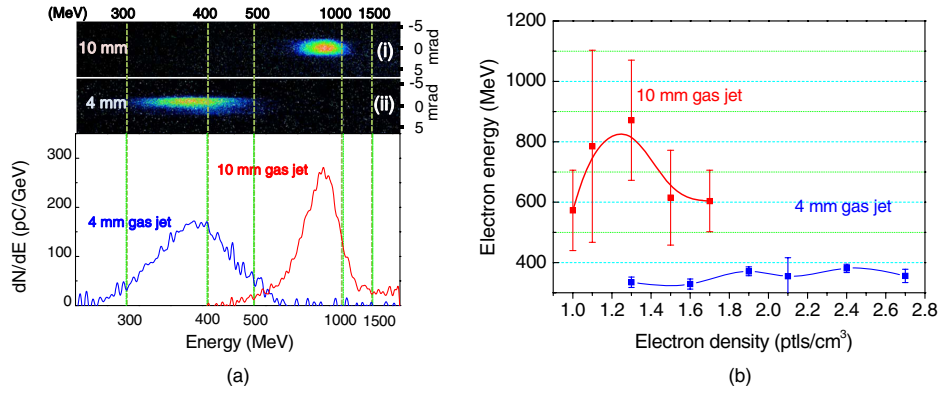 (MeV) 300 400 500 1000 1500
10 mm (i)
-5
0
5
mrad
4 mm (ii)
-5
0
5
mrad
300
200
100
0
dN/dE (pC/GeV)
10 mm gas jet
4 mm gas jet
300 400 500 1000 1500
Energy (MeV)
(a)
1200
1000
800
600
400
Electron energy (MeV)
10 mm gas jet
4 mm gas jet
1.0 1.2 1.4 1.6 1.8 2.0 2.2 2.4 2.6 2.8
Electron density (ptls/cm³)
(b)